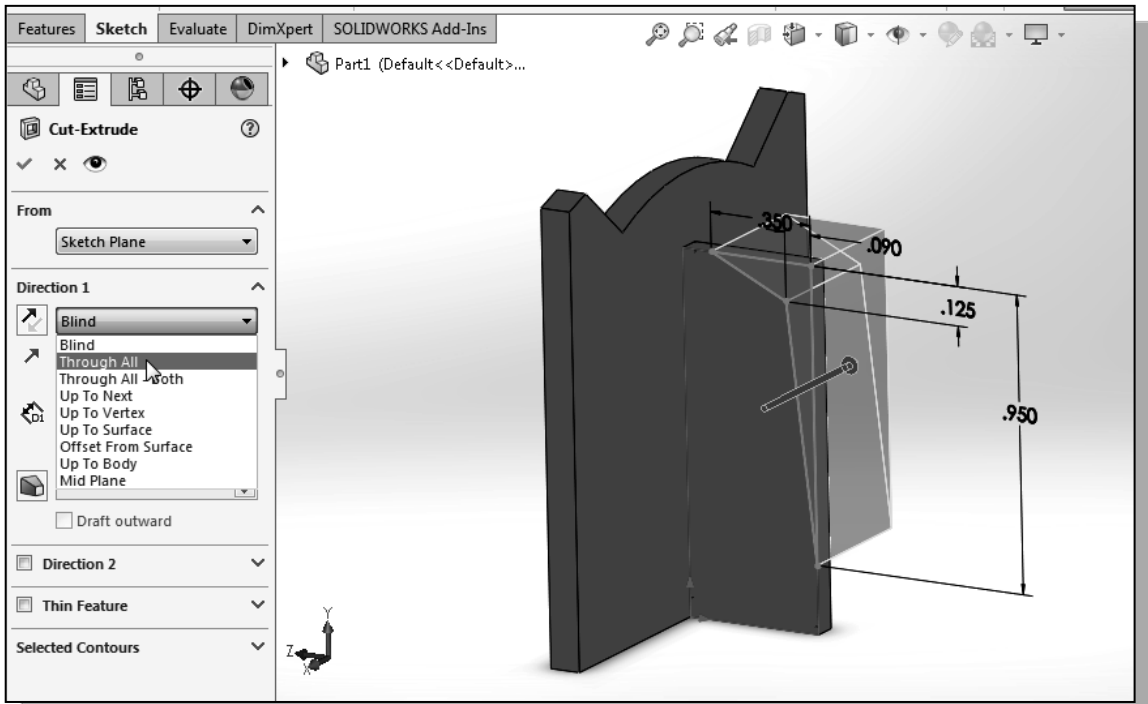 Features Sketch Evaluate DimXpert SOLIDWORKS Add-Ins
Part1 (Default<<Default>...
Cut-Extrude
From
Sketch Plane
Direction 1
Blind
Blind
Through All
Through All - Both
Up To Next
Up To Vertex
Up To Surface
Offset From Surface
Up To Body
Mid Plane
D1
Draft outward
Direction 2
Thin Feature
Selected Contours
.350
.090
.125
.950
Y
Z
X